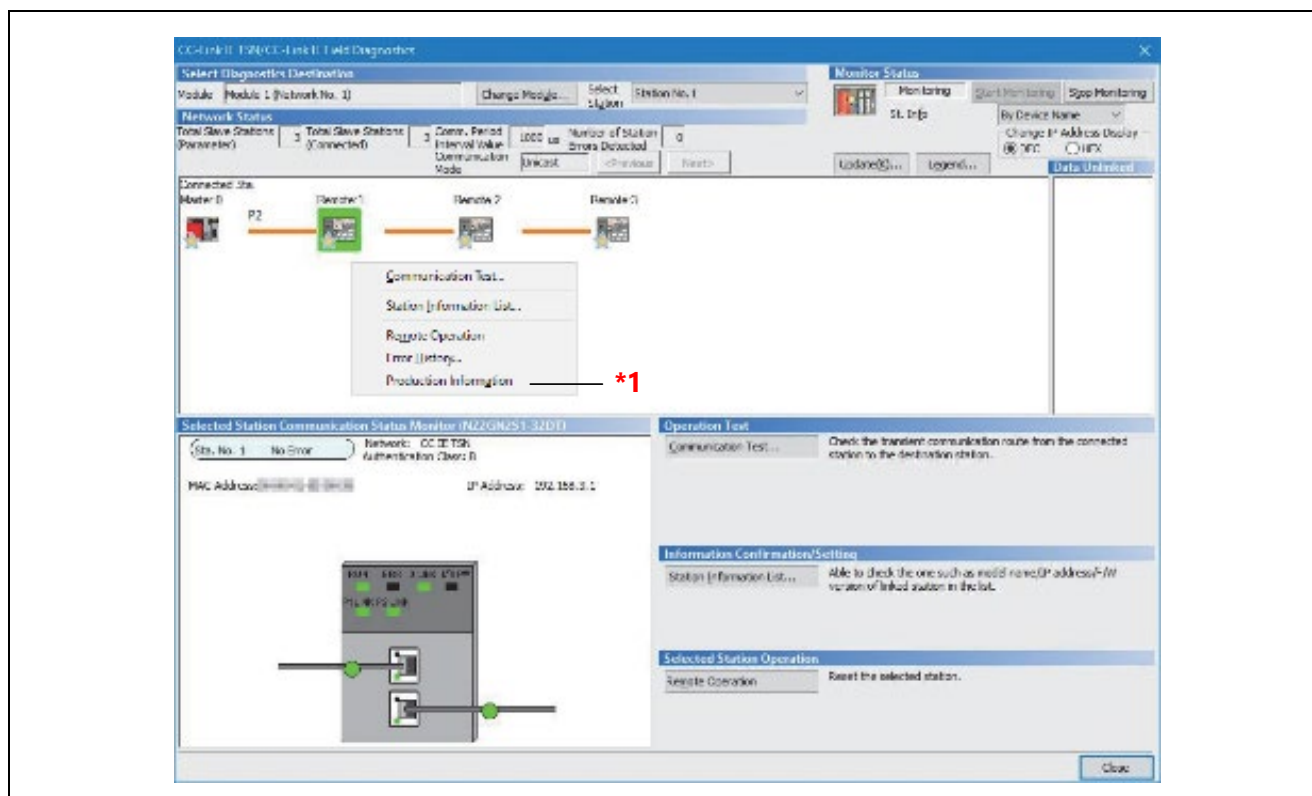 CC-Link IE TSN/CC-Link IE Field Diagnostics
Select Diagnostics Destination
Module Module 1 (Network No. 1) Change Module... Select Station Station No. 1
Monitor Status
Monitoring Start Monitoring Stop Monitoring
St. Info By Device Name
Network Status
Total Slave Stations (Parameter) 3 Total Slave Stations (Connected) 3 Comm. Period Interval Value 1000 us Number of Station Errors Detected 0
Change IP Address Display
DEC HEX
Communication Mode Unicast <Previous Next> Update(K)... Legend...
Data Unlinked
Connected Sta.
Master:0 Remote:1 Remote:2 Remote:3
P2
Communication Test...
Station Information List...
Remote Operation
Error History...
Production Information *1
Selected Station Communication Status Monitor (NZ2GN2S1-32DT)
Sta. No. 1 No Error
Network: CC IE TSN
Authentication Class: B
MAC Address: IP Address: 192.168.3.1
P1 LINK P2 LINK
Operation Test
Communication Test... Check the transient communication route from the connected
station to the destination station.
Information Confirmation/Setting
Station Information List... Able to check the one such as model name,IP address/F/W
version of linked station in the list.
Selected Station Operation
Remote Operation Reset the selected station.
Close